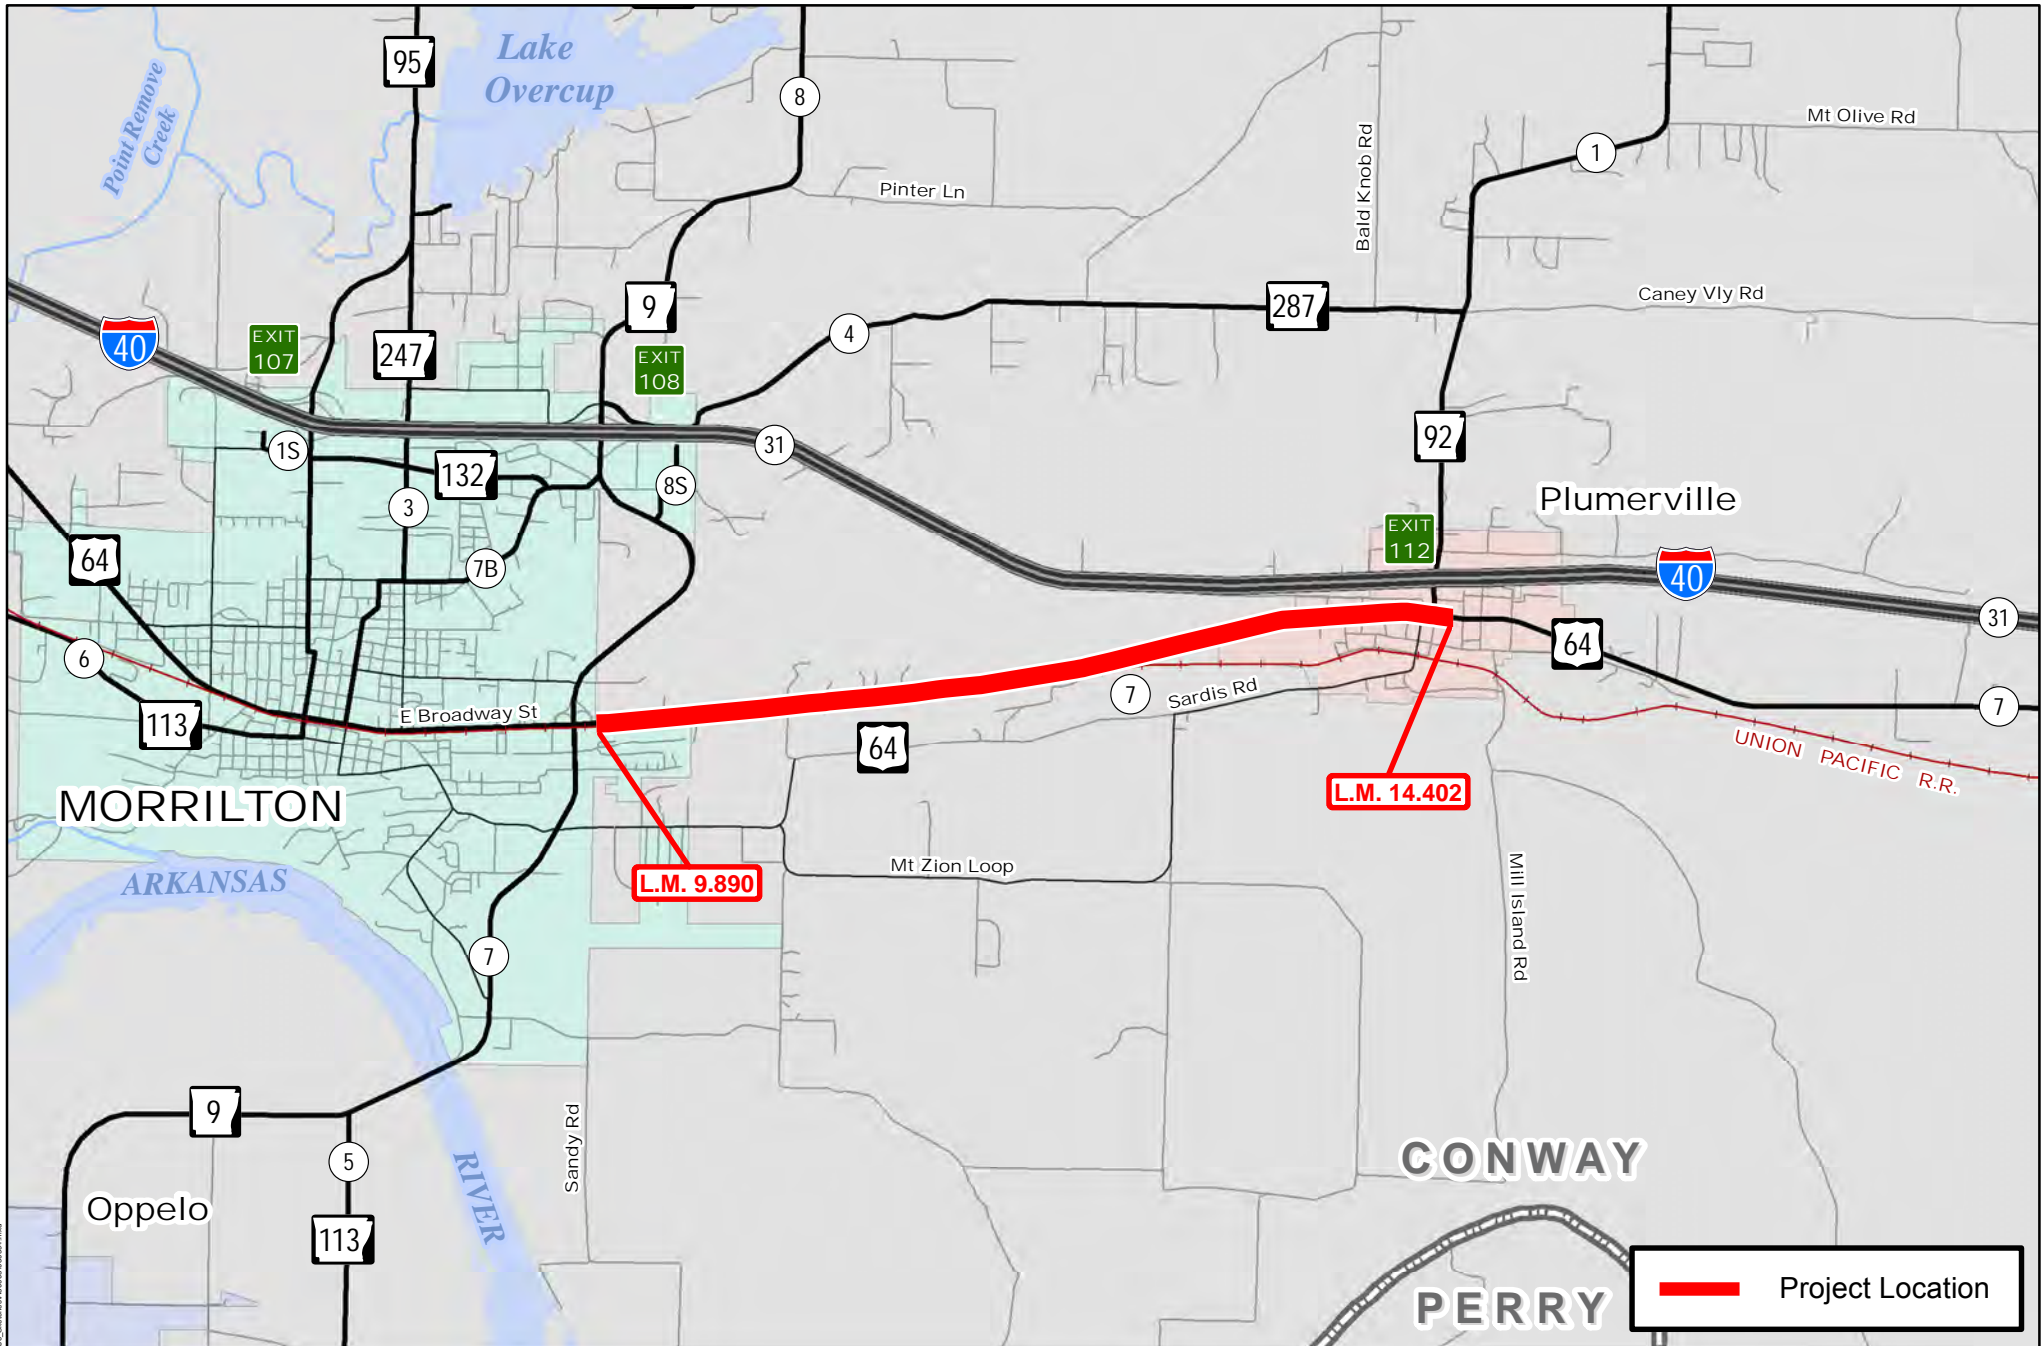 95
Lake
Overcup
8
Point Remove
Creek
Mt Olive Rd
1
Bald Knob Rd
Pinter Ln
40
EXIT
107
247
9
EXIT
108
4
287
Caney Vly Rd
1S
132
3
8S
31
92
Plumerville
64
7B
EXIT
112
40
31
6
113
E Broadway St
64
7
Sardis Rd
64
7
UNION PACIFIC R.R.
MORRILTON
L.M. 14.402
ARKANSAS
L.M. 9.890
Mt Zion Loop
Mill Island Rd
7
9
5
Sandy Rd
RIVER
CONWAY
Oppelo
113
PERRY
Project Location